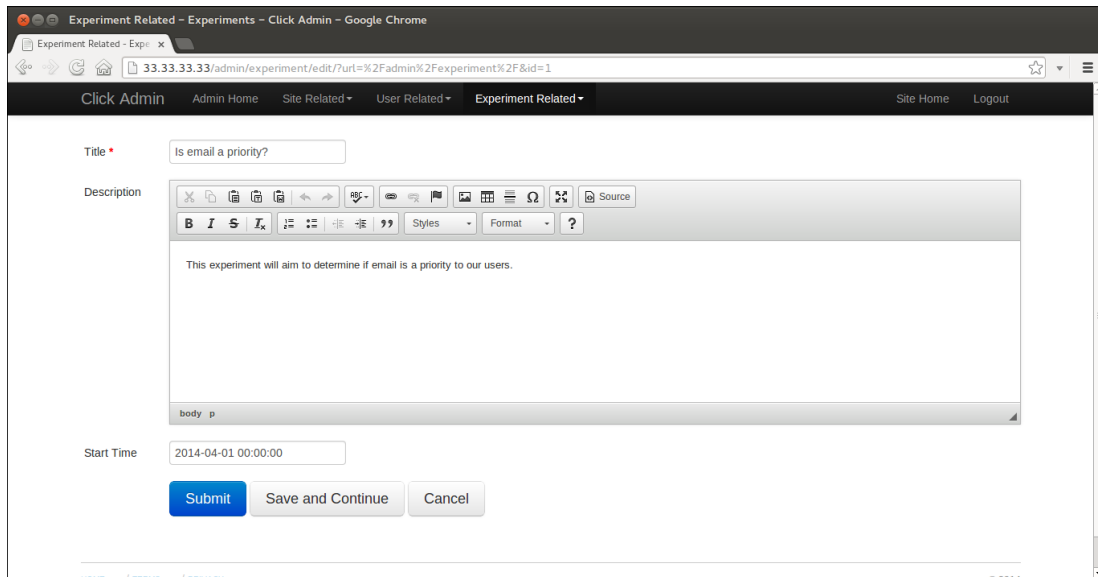 Experiment Related – Experiments – Click Admin – Google Chrome
Experiment Related - Expe x
33.33.33.33/admin/experiment/edit/?url=%2Fadmin%2Fexperiment%2F&id=1
Click Admin Admin Home Site Related User Related Experiment Related Site Home Logout
Title * Is email a priority?
Description
ABC Ω Source
B I S Ix Styles Format ?
This experiment will aim to determine if email is a priority to our users.
body p
Start Time 2014-04-01 00:00:00
Submit Save and Continue Cancel